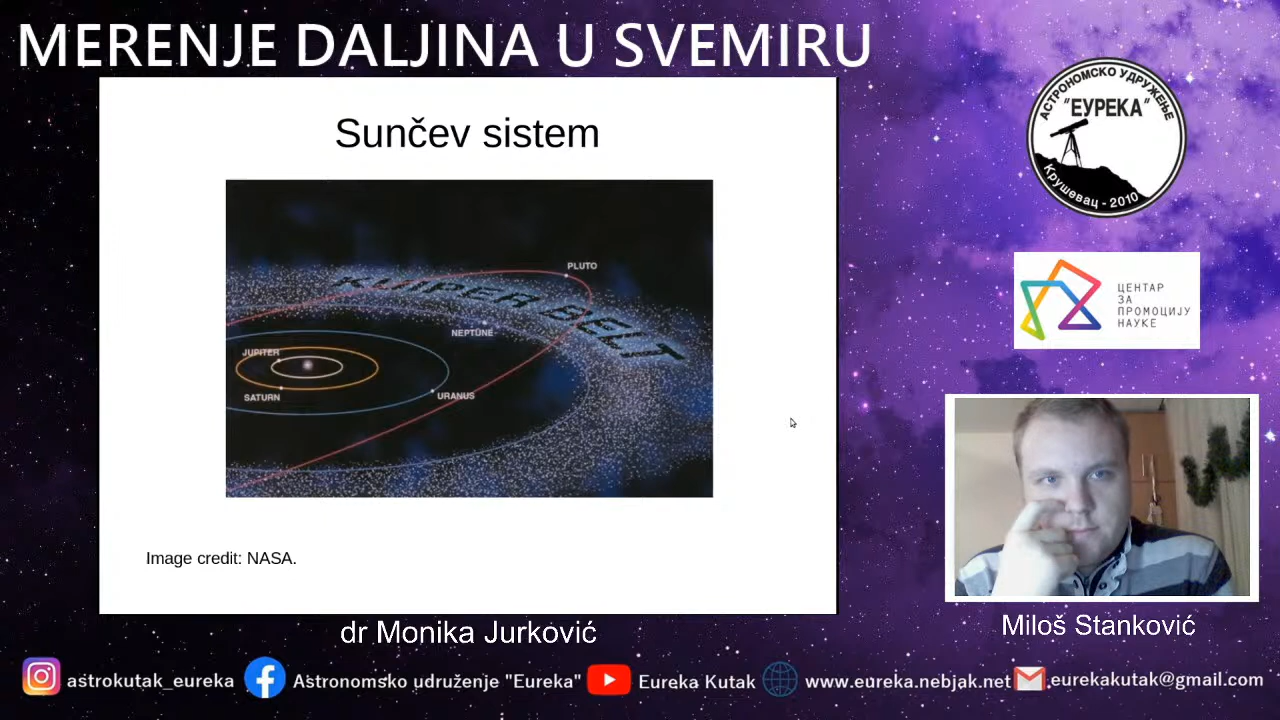 MERENJE DALJINA U SVEMIRU
Sunčev sistem
PLUTO
KUIPER BELT
NEPTUNE
JUPITER
SATURN
URANUS
Image credit: NASA.
АСТРОНОМСКО УДРУЖЕЊЕ
"ЕУРЕКА"
Крушевац - 2010
ЦЕНТАР
ЗА
ПРОМОЦИЈУ
НАУКЕ
dr Monika Jurković
Miloš Stanković
astrokutak_eureka
Astronomsko udruženje "Eureka"
Eureka Kutak
www.eureka.nebjak.net
eurekakutak@gmail.com